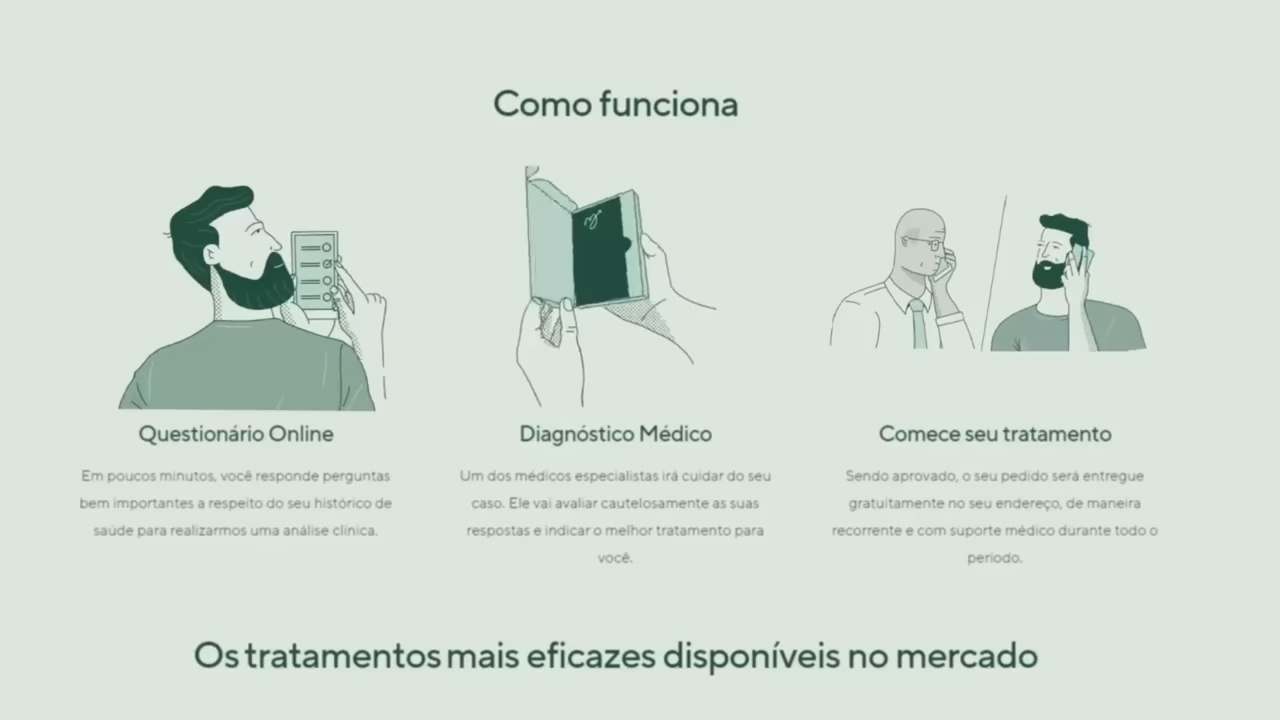 Como funciona
Questionário Online
Em poucos minutos, você responde perguntas
bem importantes a respeito do seu histórico de
saúde para realizarmos uma análise clínica.
Diagnóstico Médico
Um dos médicos especialistas irá cuidar do seu
caso. Ele vai avaliar cautelosamente as suas
respostas e indicar o melhor tratamento para
você.
Comece seu tratamento
Sendo aprovado, o seu pedido será entregue
gratuitamente no seu endereço, de maneira
recorrente e com suporte médico durante todo o
período.
Os tratamentos mais eficazes disponíveis no mercado